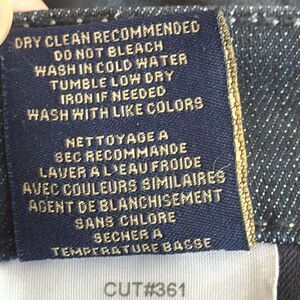 DRY CLEAN RECOMMENDED
DO NOT BLEACH
WASH IN COLD WATER
TUMBLE LOW DRY
IRON IF NEEDED
WASH WITH LIKE COLORS
NETTOYAGE A
SEC RECOMMANDE
LAVER A L'EAU FROIDE
AVEC COULEURS SIMILAIRES
AGENT DE BLANCHISEMENT
SANS CHLORE
SECHER A
TEMPERATURE BASSE
CUT#361